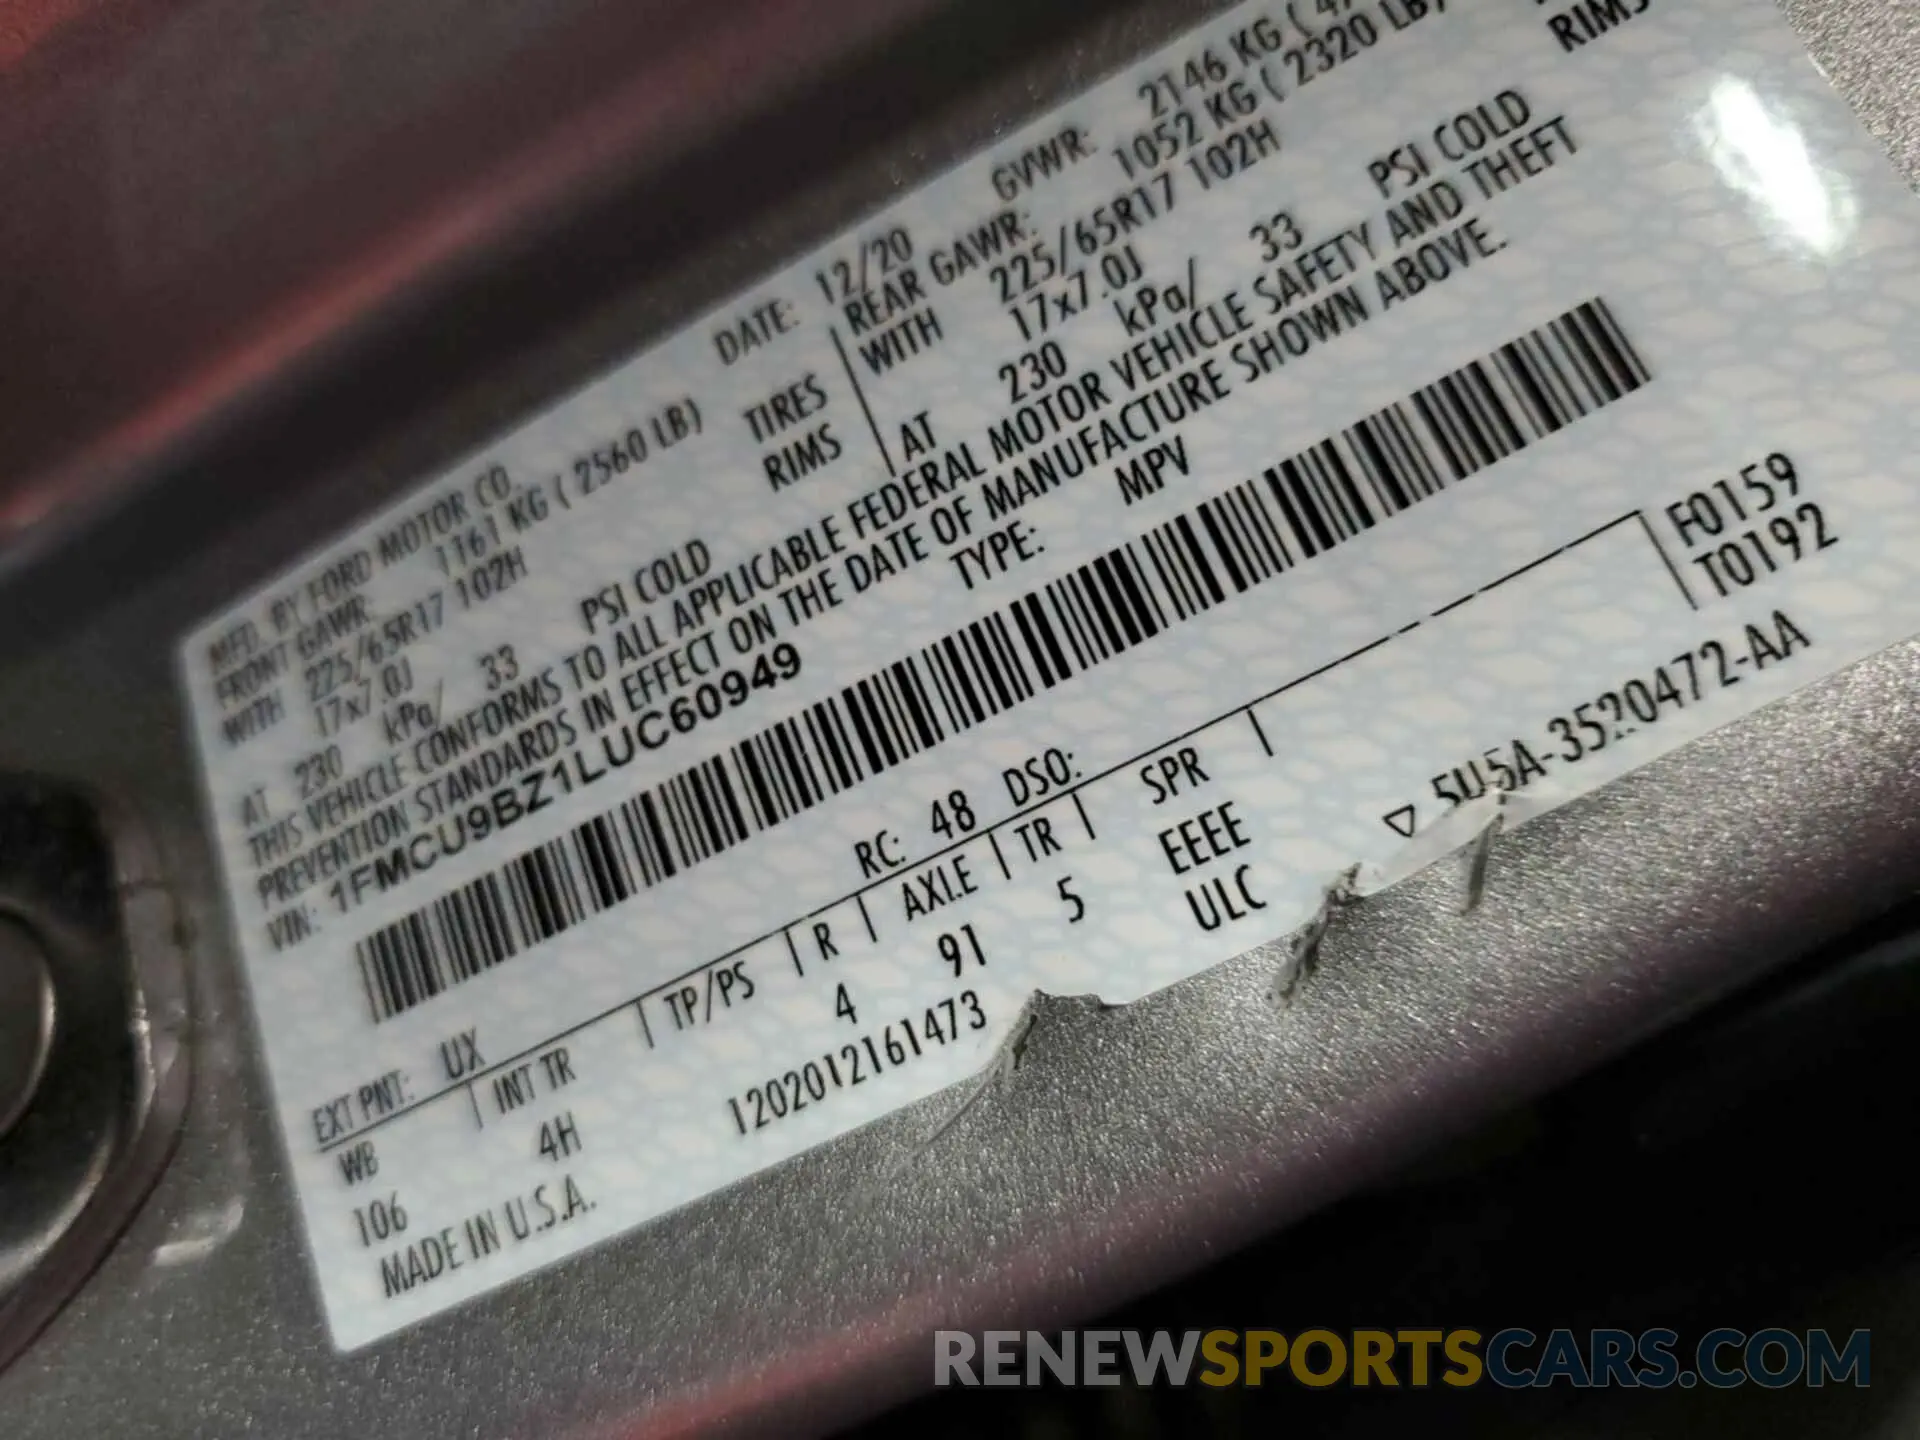 MFD. BY FORD MOTOR CO. DATE: 12/20 GVWR: 2146 KG (
FRONT GAWR: 1161 KG ( 2560 LB) REAR GAWR: 1052 KG ( 2320 LB)
WITH 225/65R17 102H TIRES WITH 225/65R17 102H
17x7.0J RIMS 17x7.0J RIMS
AT 230 kPa/ 33 PSI COLD AT 230 kPa/ 33 PSI COLD
THIS VEHICLE CONFORMS TO ALL APPLICABLE FEDERAL MOTOR VEHICLE SAFETY AND THEFT
PREVENTION STANDARDS IN EFFECT ON THE DATE OF MANUFACTURE SHOWN ABOVE.
VIN: 1FMCU9BZ1LUC60949 TYPE: MPV
F0159
T0192
EXT PNT: UX RC: 48 DSO:
WB INT TR TP/PS R AXLE TR SPR
106 4H 4 91 5 EEEE
ULC
MADE IN U.S.A. 1202012161473 ▽ 5U5A-3520472-AA
RENEWSPORTSCARS.COM